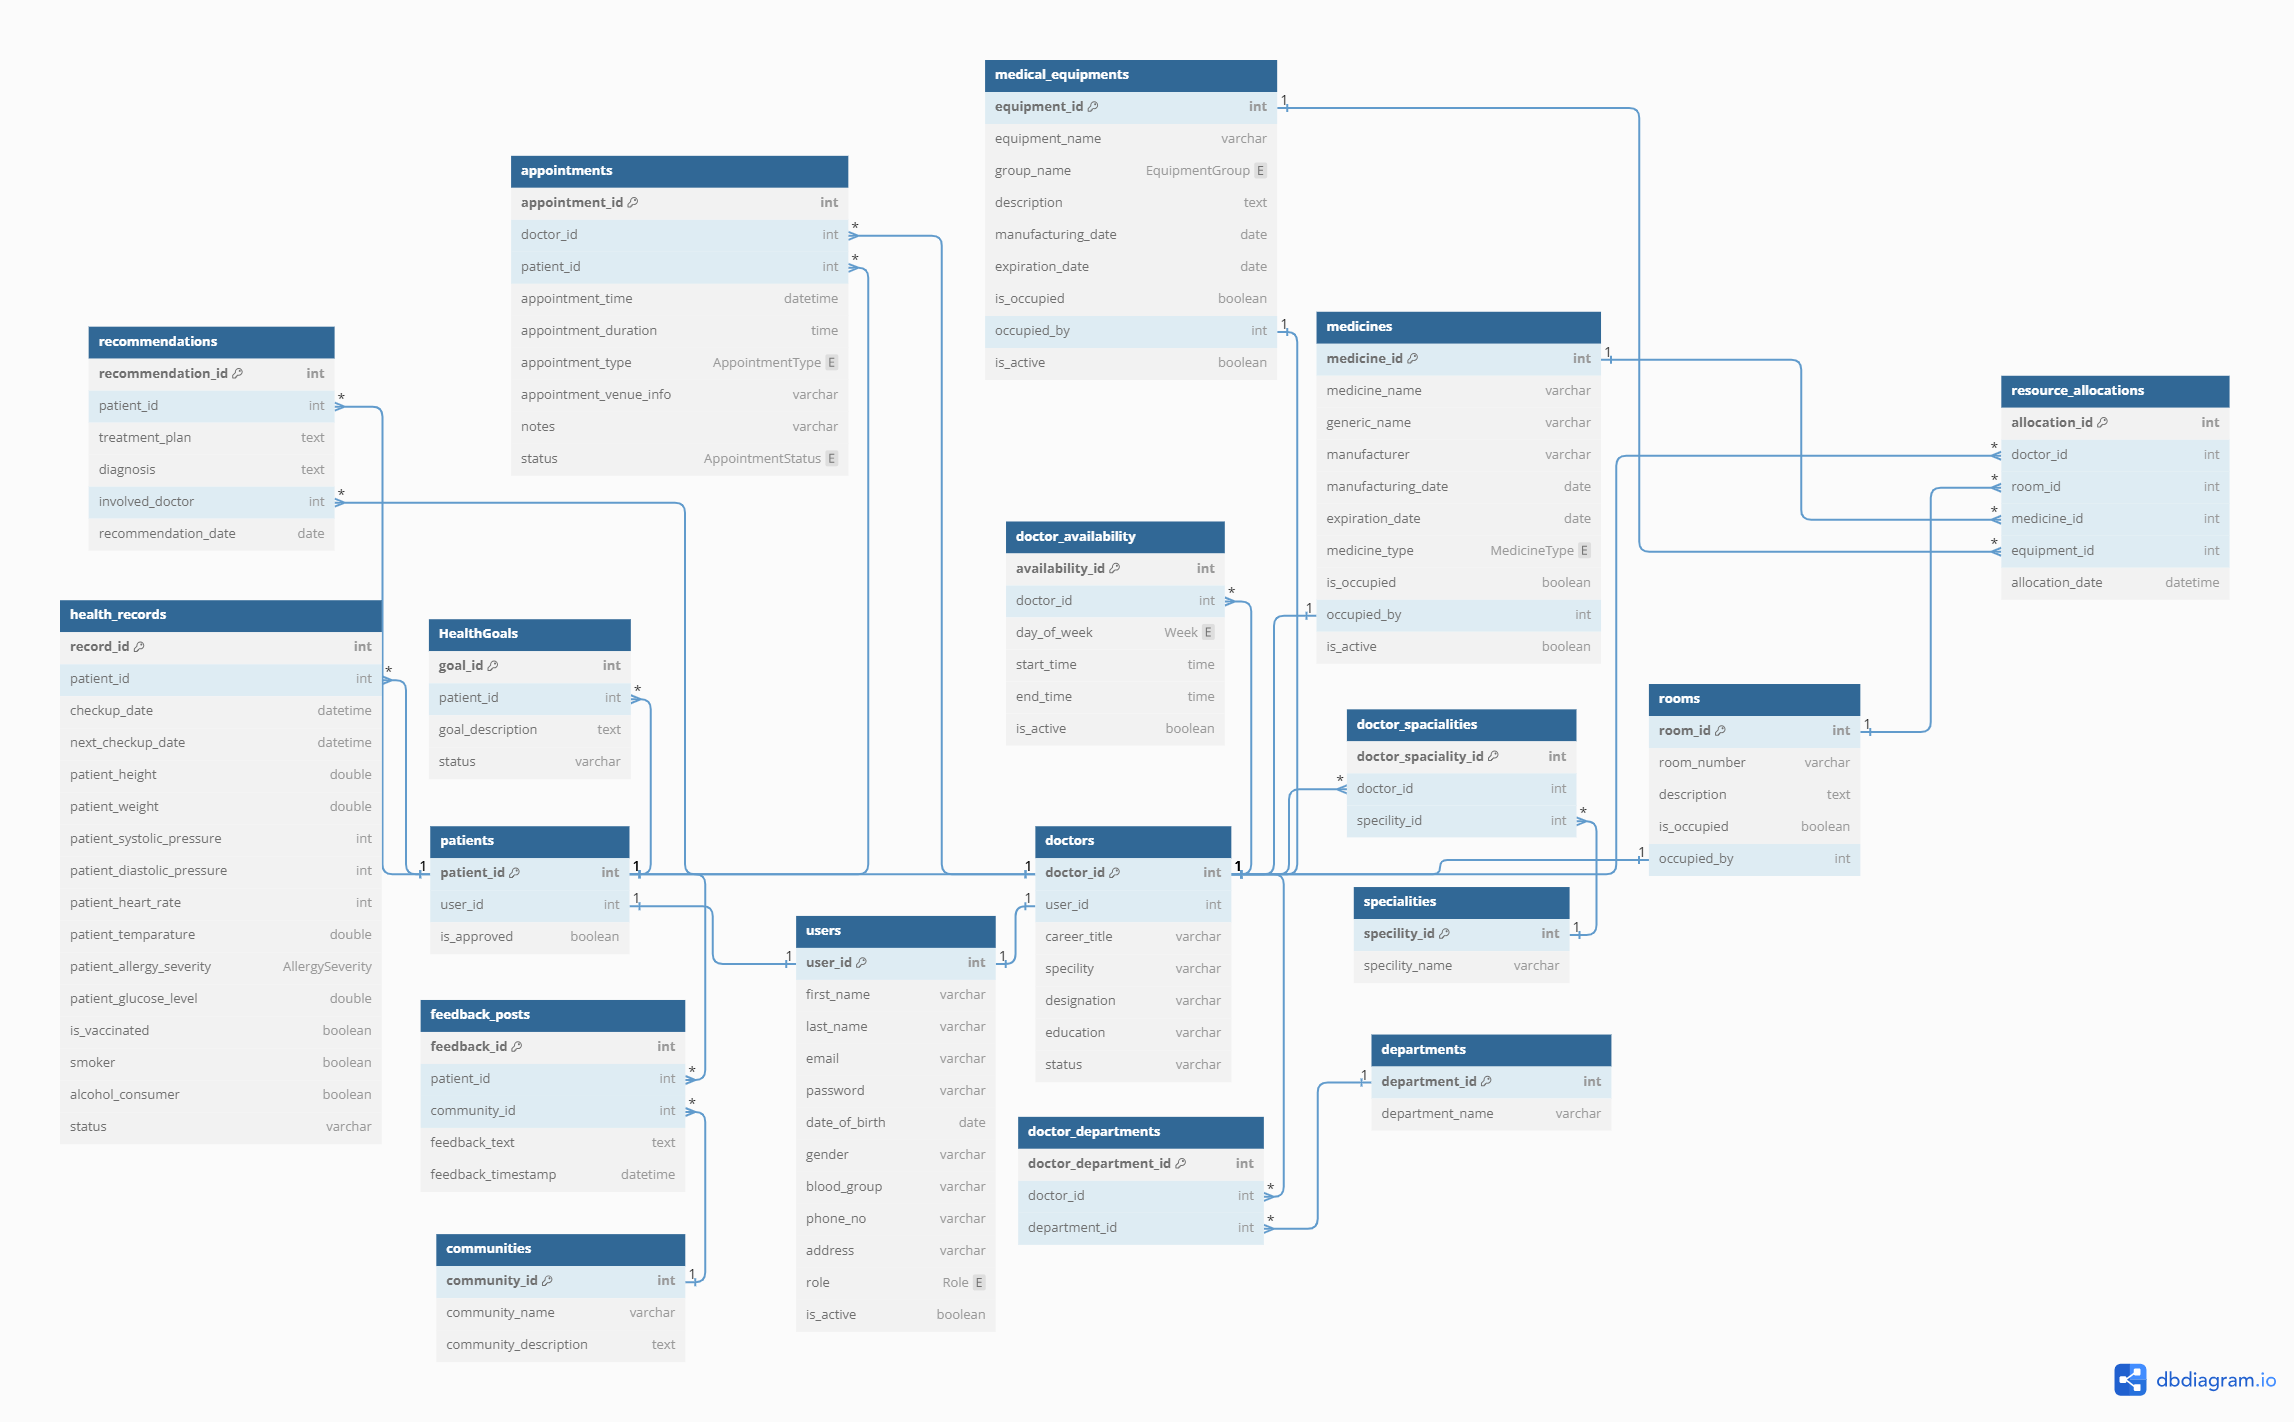 medical_equipments
equipment_id int
equipment_name varchar
group_name EquipmentGroup E
description text
manufacturing_date date
expiration_date date
is_occupied boolean
occupied_by int
is_active boolean
appointments
appointment_id int
doctor_id int
patient_id int
appointment_time datetime
appointment_duration time
appointment_type AppointmentType E
appointment_venue_info varchar
notes varchar
status AppointmentStatus E
medicines
medicine_id int
medicine_name varchar
generic_name varchar
manufacturer varchar
manufacturing_date date
expiration_date date
medicine_type MedicineType E
is_occupied boolean
occupied_by int
is_active boolean
recommendations
recommendation_id int
patient_id int
treatment_plan text
diagnosis text
involved_doctor int
recommendation_date date
resource_allocations
allocation_id int
doctor_id int
room_id int
medicine_id int
equipment_id int
allocation_date datetime
doctor_availability
availability_id int
doctor_id int
day_of_week Week E
start_time time
end_time time
is_active boolean
health_records
record_id int
patient_id int
checkup_date datetime
next_checkup_date datetime
patient_height double
patient_weight double
patient_systolic_pressure int
patient_diastolic_pressure int
patient_heart_rate int
patient_temparature double
patient_allergy_severity AllergySeverity
patient_glucose_level double
is_vaccinated boolean
smoker boolean
alcohol_consumer boolean
status varchar
HealthGoals
goal_id int
patient_id int
goal_description text
status varchar
rooms
room_id int
room_number varchar
description text
is_occupied boolean
occupied_by int
doctor_spacialities
doctor_spaciality_id int
doctor_id int
specility_id int
patients
patient_id int
user_id int
is_approved boolean
doctors
doctor_id int
user_id int
career_title varchar
specility varchar
designation varchar
education varchar
status varchar
specialities
specility_id int
specility_name varchar
users
user_id int
first_name varchar
last_name varchar
email varchar
password varchar
date_of_birth date
gender varchar
blood_group varchar
phone_no varchar
address varchar
role Role E
is_active boolean
feedback_posts
feedback_id int
patient_id int
community_id int
feedback_text text
feedback_timestamp datetime
departments
department_id int
department_name varchar
doctor_departments
doctor_department_id int
doctor_id int
department_id int
communities
community_id int
community_name varchar
community_description text
dbdiagram.io